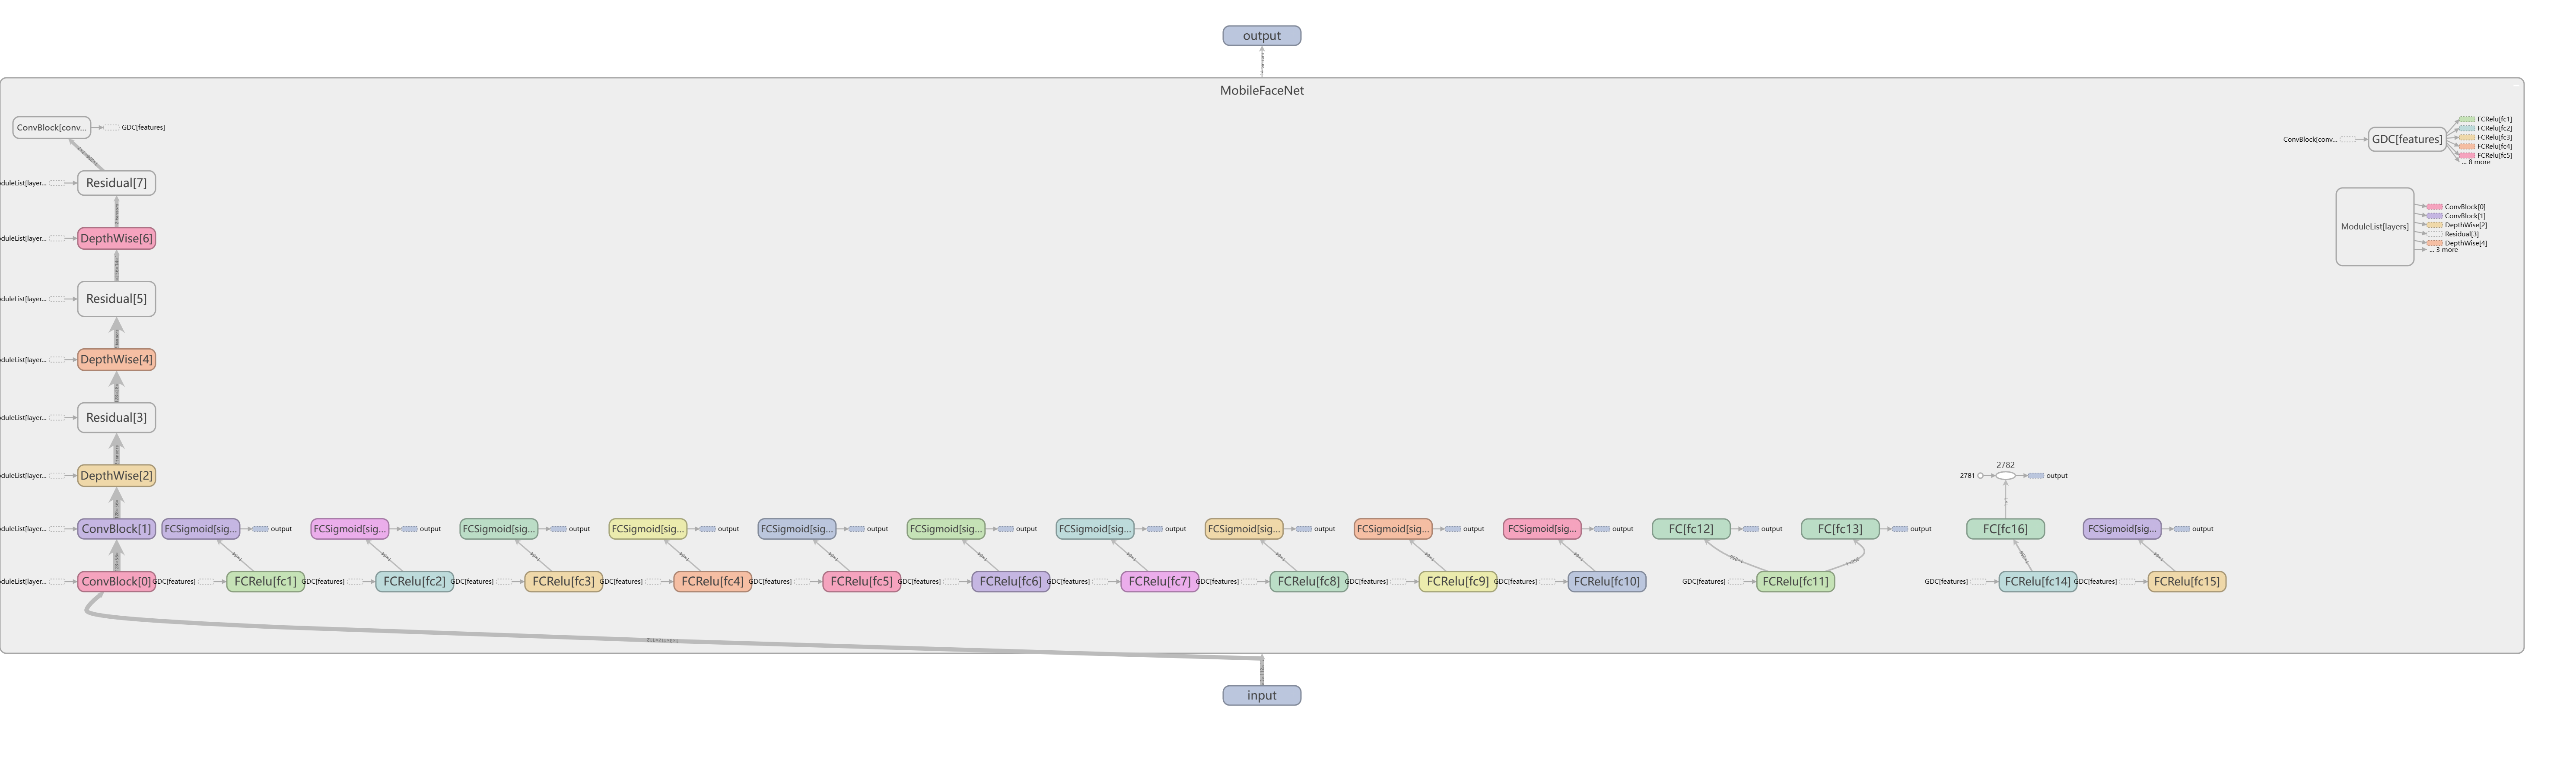 output
MobileFaceNet
ConvBlock[conv...
GDC[features]
ConvBlock[conv...
GDC[features]
FCRelu[fc1]
FCRelu[fc2]
FCRelu[fc3]
FCRelu[fc4]
FCRelu[fc5]
... 8 more
duleList[layer...
Residual[7]
ModuleList[layers]
ConvBlock[0]
ConvBlock[1]
DepthWise[2]
Residual[3]
DepthWise[4]
... 3 more
duleList[layer...
DepthWise[6]
duleList[layer...
Residual[5]
duleList[layer...
DepthWise[4]
duleList[layer...
Residual[3]
duleList[layer...
DepthWise[2]
2782
2781
output
duleList[layer...
ConvBlock[1]
FCSigmoid[sig...
output
FCSigmoid[sig...
output
FCSigmoid[sig...
output
FCSigmoid[sig...
output
FCSigmoid[sig...
output
FCSigmoid[sig...
output
FCSigmoid[sig...
output
FCSigmoid[sig...
output
FCSigmoid[sig...
output
FCSigmoid[sig...
output
FC[fc12]
output
FC[fc13]
output
FC[fc16]
FCSigmoid[sig...
output
duleList[layer...
ConvBlock[0]
GDC[features]
FCRelu[fc1]
GDC[features]
FCRelu[fc2]
GDC[features]
FCRelu[fc3]
GDC[features]
FCRelu[fc4]
GDC[features]
FCRelu[fc5]
GDC[features]
FCRelu[fc6]
GDC[features]
FCRelu[fc7]
GDC[features]
FCRelu[fc8]
GDC[features]
FCRelu[fc9]
GDC[features]
FCRelu[fc10]
GDC[features]
FCRelu[fc11]
GDC[features]
FCRelu[fc14]
GDC[features]
FCRelu[fc15]
input